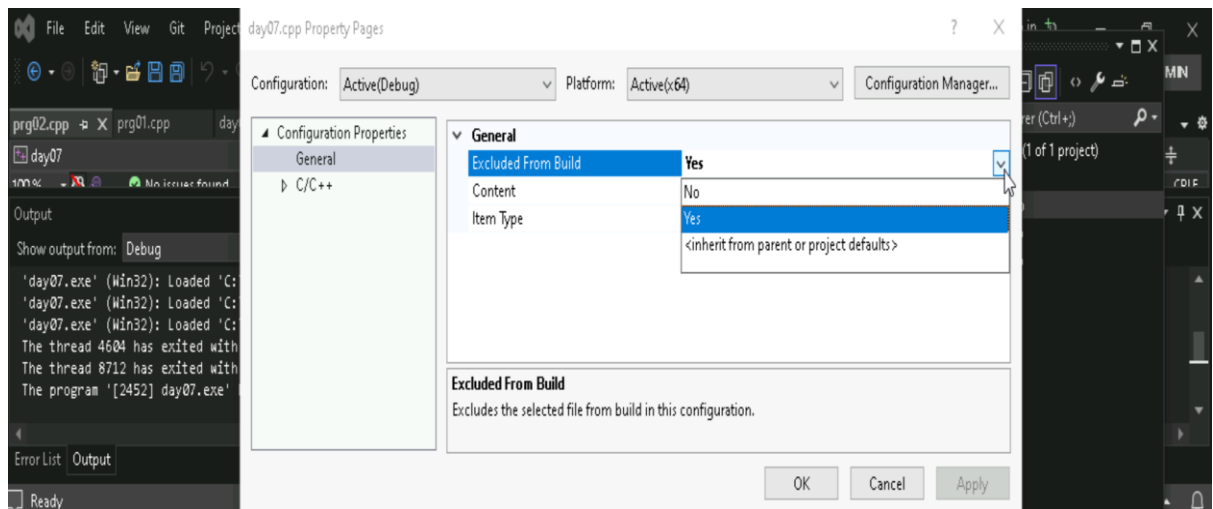 File Edit View Git Project
day07.cpp Property Pages
Configuration: Active(Debug) Platform: Active(x64) Configuration Manager...
prg02.cpp prg01.cpp
day07
100 % No issues found
Configuration Properties
General
C/C++
General
Excluded From Build Yes
Content No
Item Type Yes
<inherit from parent or project defaults>
(Ctrl+;)
(1 of 1 project)
Output
Show output from: Debug
'day07.exe' (Win32): Loaded 'C:
'day07.exe' (Win32): Loaded 'C:
'day07.exe' (Win32): Loaded 'C:
The thread 4604 has exited with
The thread 8712 has exited with
The program '[2452] day07.exe'
Excluded From Build
Excludes the selected file from build in this configuration.
Error List Output
OK Cancel Apply
Ready